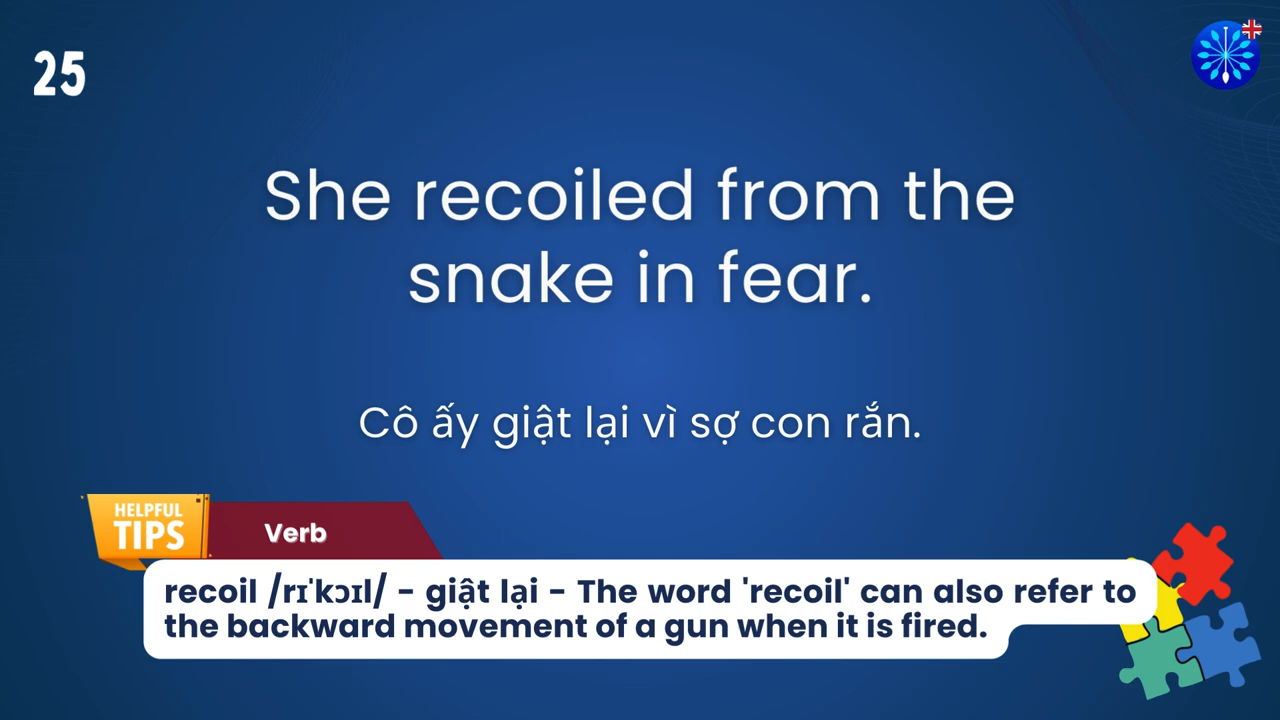 25
She recoiled from the
snake in fear.
Cô ấy giật lại vì sợ con rắn.
HELPFUL
TIPS
Verb
recoil /rɪˈkɔɪl/ - giật lại - The word 'recoil' can also refer to
the backward movement of a gun when it is fired.